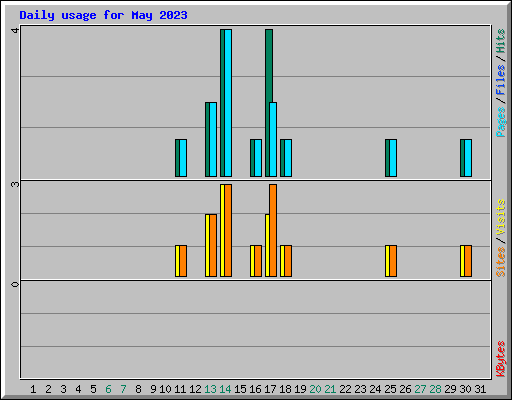 Daily usage for May 2023
4
3
0
Pages / Files / Hits
Sites / Visits
KBytes
1 2 3 4 5 6 7 8 9 10 11 12 13 14 15 16 17 18 19 20 21 22 23 24 25 26 27 28 29 30 31